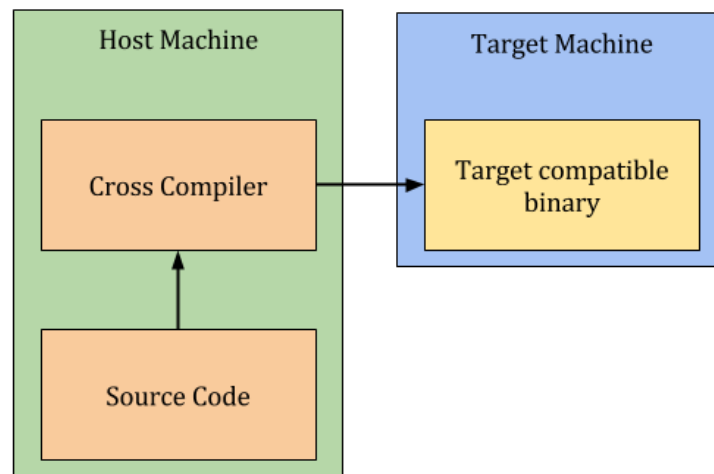 Host Machine
Target Machine
Cross Compiler
Target compatible
binary
Source Code